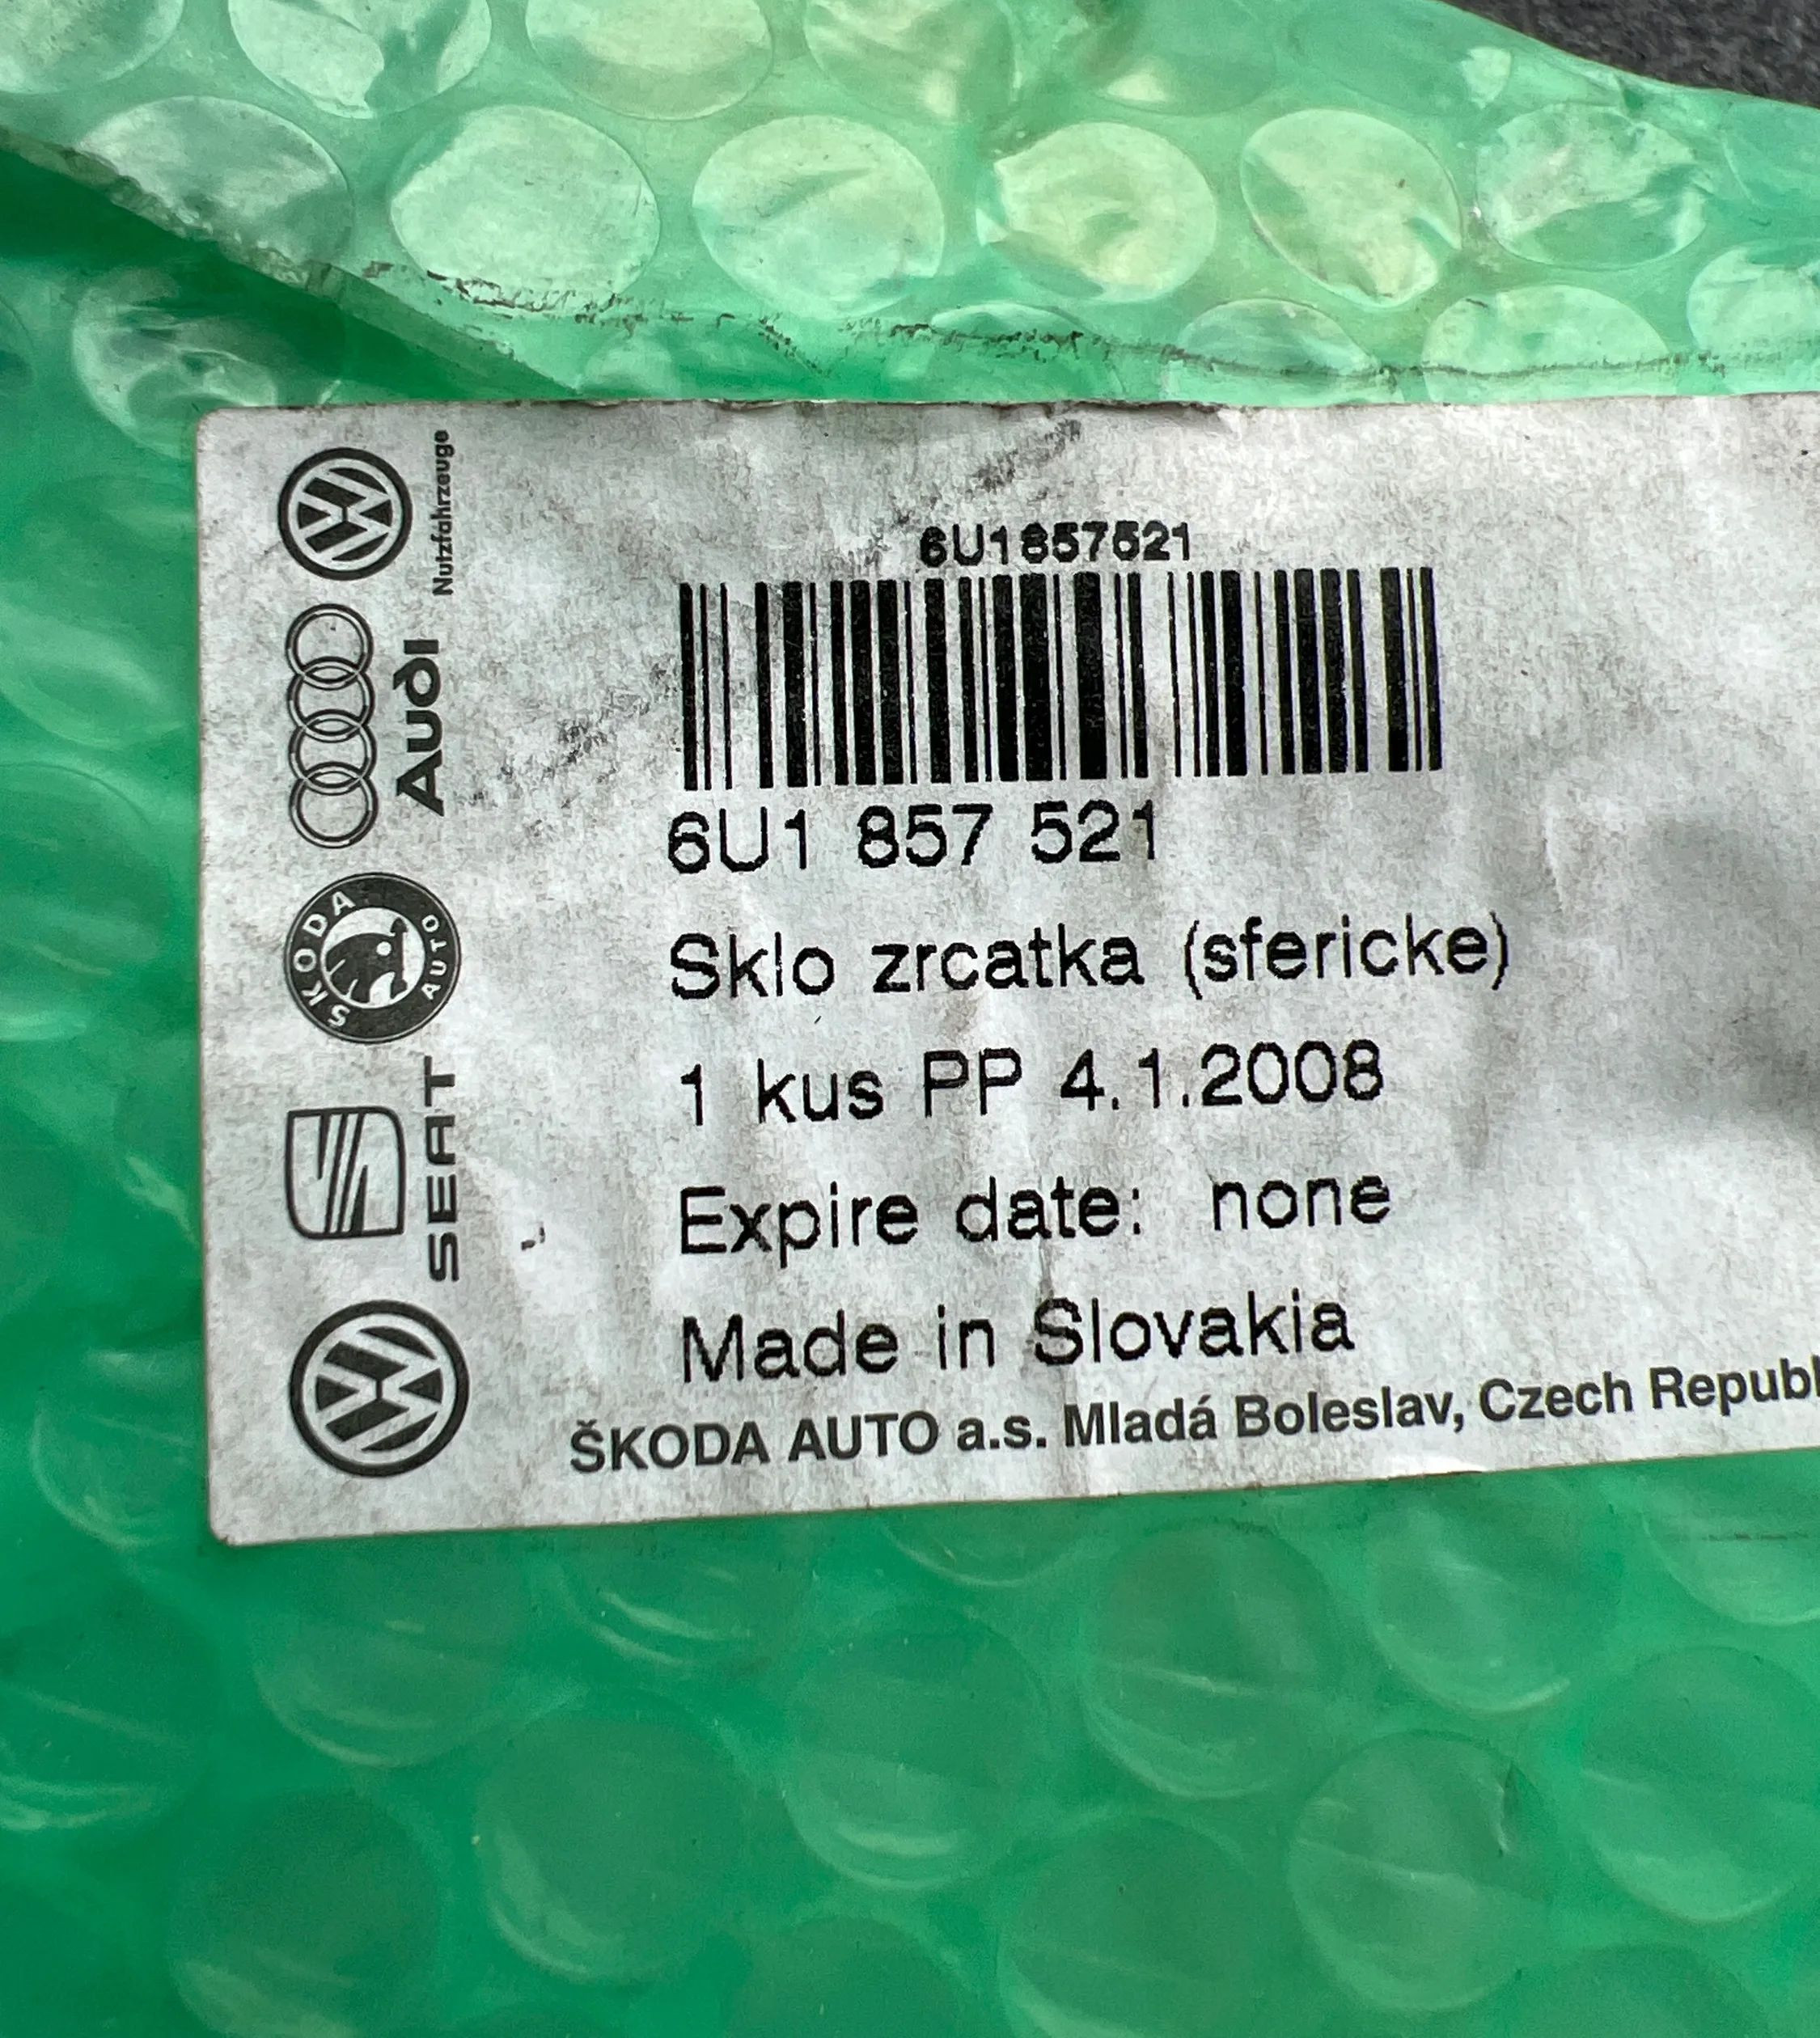 Nutzfahrzeuge
Audi
ŠKODA
AUTO
SEAT
6U1857521
6U1 857 521
Sklo zrcatka (sfericke)
1 kus PP 4.1.2008
Expire date: none
Made in Slovakia
ŠKODA AUTO a.s. Mladá Boleslav, Czech Republ